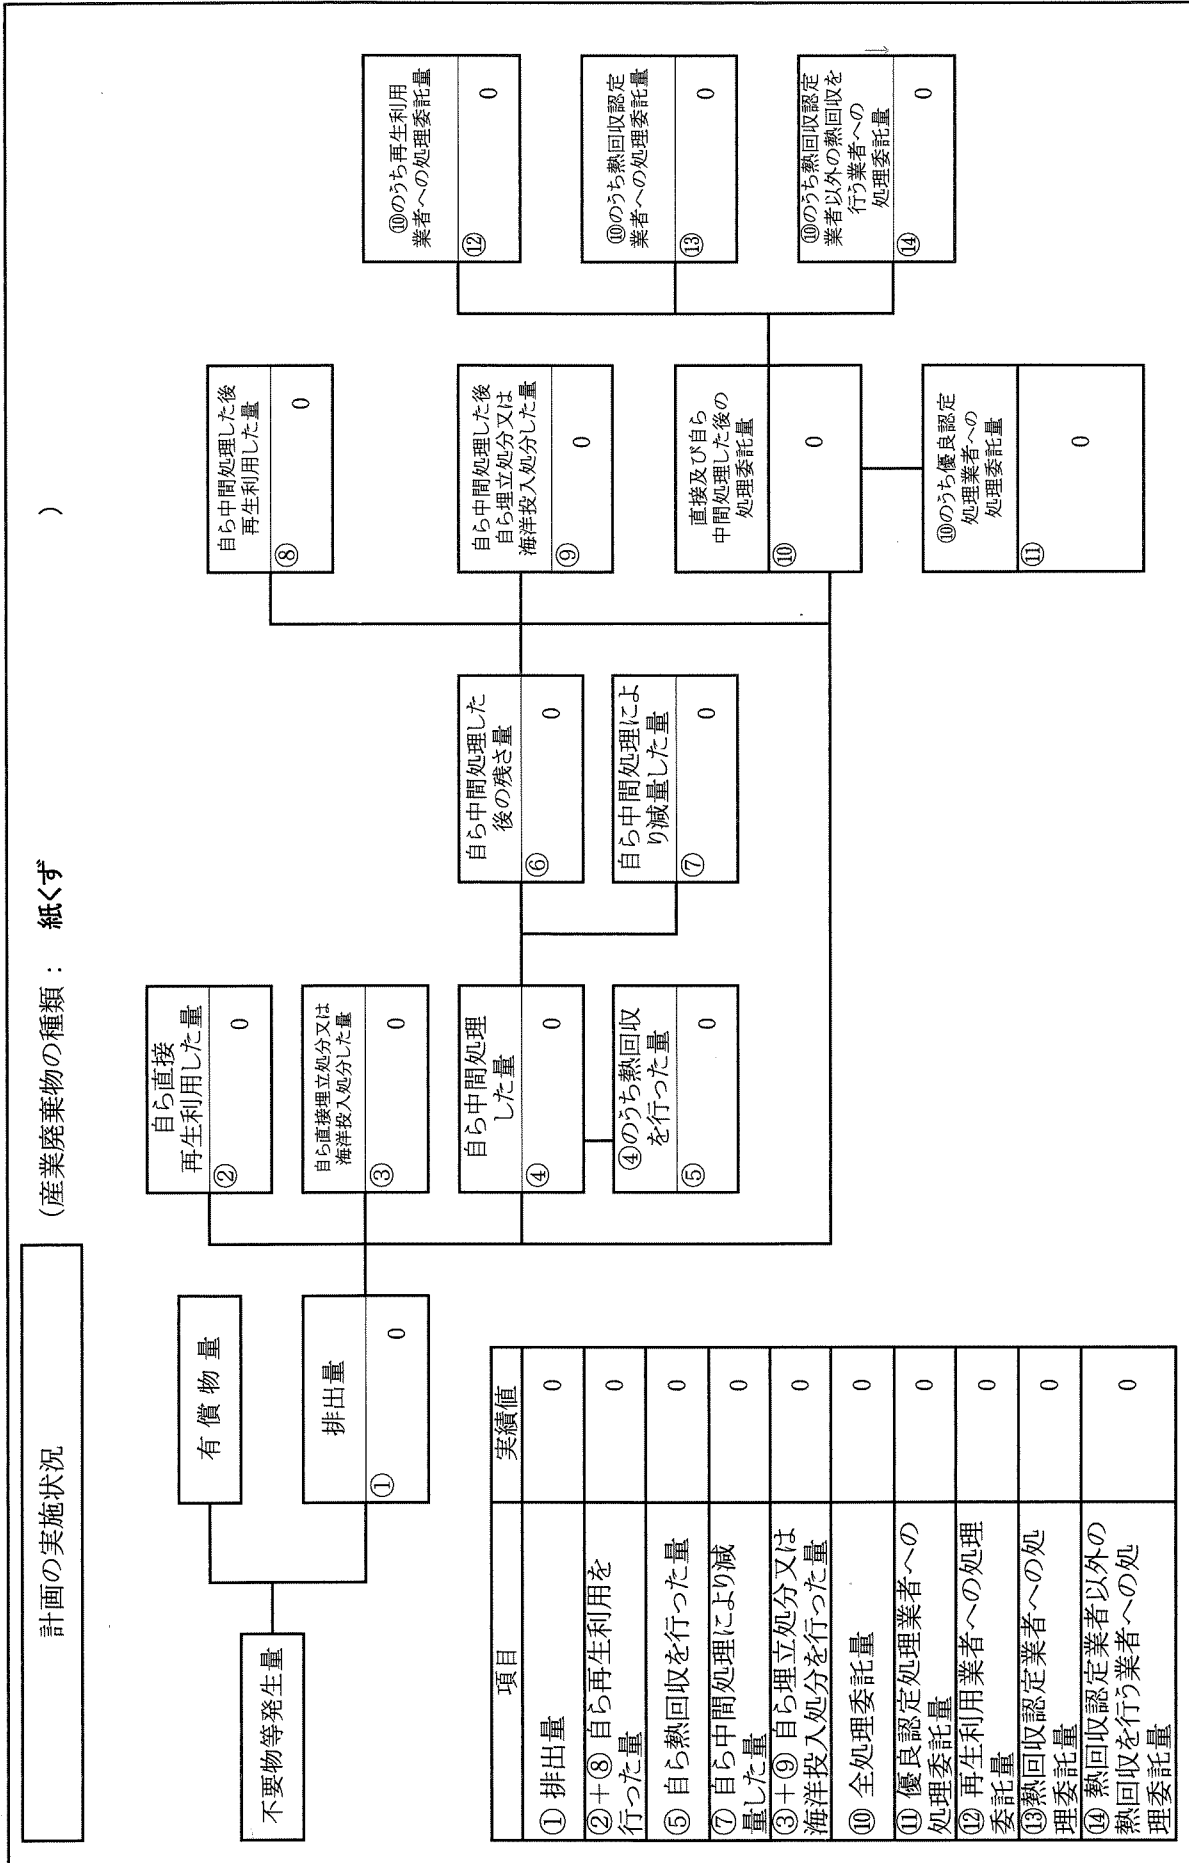 計画の実施状況
(産業廃棄物の種類： 紙くず )
不要物等発生量
有償物量
排出量
① 0
自ら直接
再生利用した量
② 0
自ら直接埋立処分又は
海洋投入処分した量
③ 0
自ら中間処理
した量
④ 0
④のうち熱回収
を行った量
⑤ 0
自ら中間処理した
後の残さ量
⑥ 0
自ら中間処理によ
り減量した量
⑦ 0
自ら中間処理した後
再生利用した量
⑧ 0
自ら中間処理した後
自ら埋立処分又は
海洋投入処分した量
⑨ 0
直接及び自ら
中間処理した後の
処理委託量
⑩ 0
⑩のうち優良認定
処理業者への
処理委託量
⑪ 0
⑩のうち再生利用
業者への処理委託量
⑫ 0
⑩のうち熱回収認定
業者への処理委託量
⑬ 0
⑩のうち熱回収認定
業者以外の熱回収を
行う業者への
処理委託量
⑭ 0
項目 実績値
① 排出量 0
②＋⑧ 自ら再生利用を
行った量 0
⑤ 自ら熱回収を行った量 0
⑦ 自ら中間処理により減
量した量 0
③＋⑨ 自ら埋立処分又は
海洋投入処分を行った量 0
⑩ 全処理委託量 0
⑪ 優良認定処理業者への
処理委託量 0
⑫ 再生利用業者への処理
委託量 0
⑬熱回収認定業者への処
理委託量 0
⑭ 熱回収認定業者以外の
熱回収を行う業者への処
理委託量 0